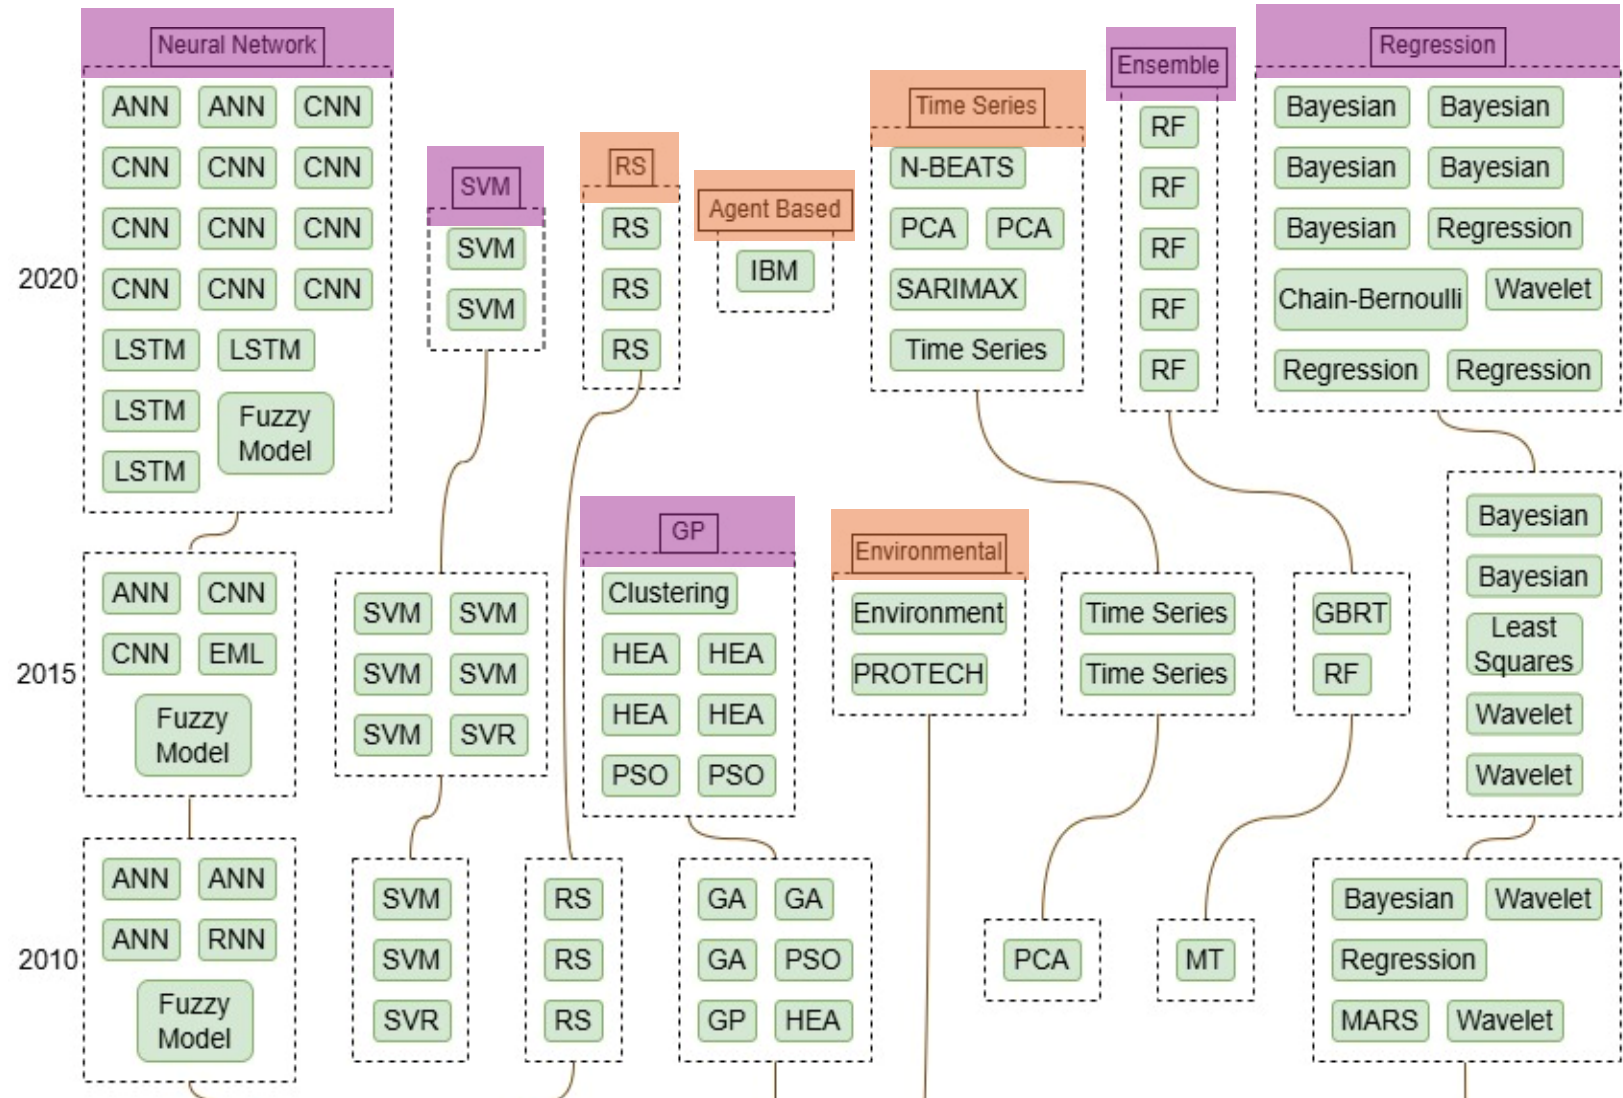 Neural Network
ANN ANN CNN
CNN CNN CNN
CNN CNN CNN
CNN CNN CNN
LSTM LSTM
LSTM
Fuzzy
Model
LSTM
SVM
SVM
SVM
RS
RS
RS
RS
Agent Based
IBM
Time Series
N-BEATS
PCA PCA
SARIMAX
Time Series
Ensemble
RF
RF
RF
RF
RF
Regression
Bayesian Bayesian
Bayesian Bayesian
Bayesian Regression
Chain-Bernoulli Wavelet
Regression Regression
2020
ANN CNN
CNN EML
Fuzzy
Model
SVM SVM
SVM SVM
SVM SVR
GP
Clustering
HEA HEA
HEA HEA
PSO PSO
Environmental
Environment
PROTECH
Time Series
Time Series
GBRT
RF
Bayesian
Bayesian
Least
Squares
Wavelet
Wavelet
2015
ANN ANN
ANN RNN
Fuzzy
Model
SVM
SVM
SVR
RS
RS
RS
GA GA
GA PSO
GP HEA
PCA
MT
Bayesian Wavelet
Regression
MARS Wavelet
2010